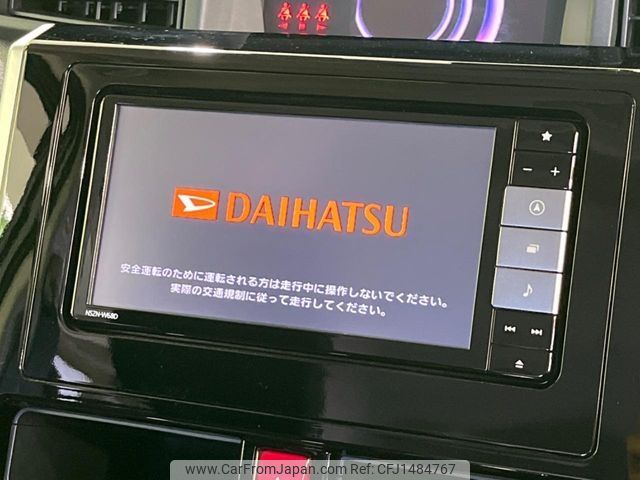 DAIHATSU
安全運転のために運転される方は走行中に操作しないでください。
実際の交通規制に従って走行してください。
NSZN-W68D
www.CarFromJapan.com | ID:CFJ1484767